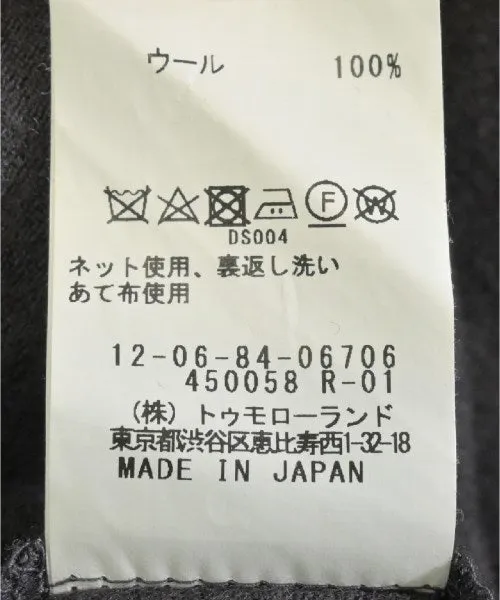 ウール 100%
F W
DS004
ネット使用、裏返し洗い
あて布使用
12-06-84-06706
450058 R-01
(株) トゥモローランド
東京都渋谷区恵比寿西1-32-18
MADE IN JAPAN